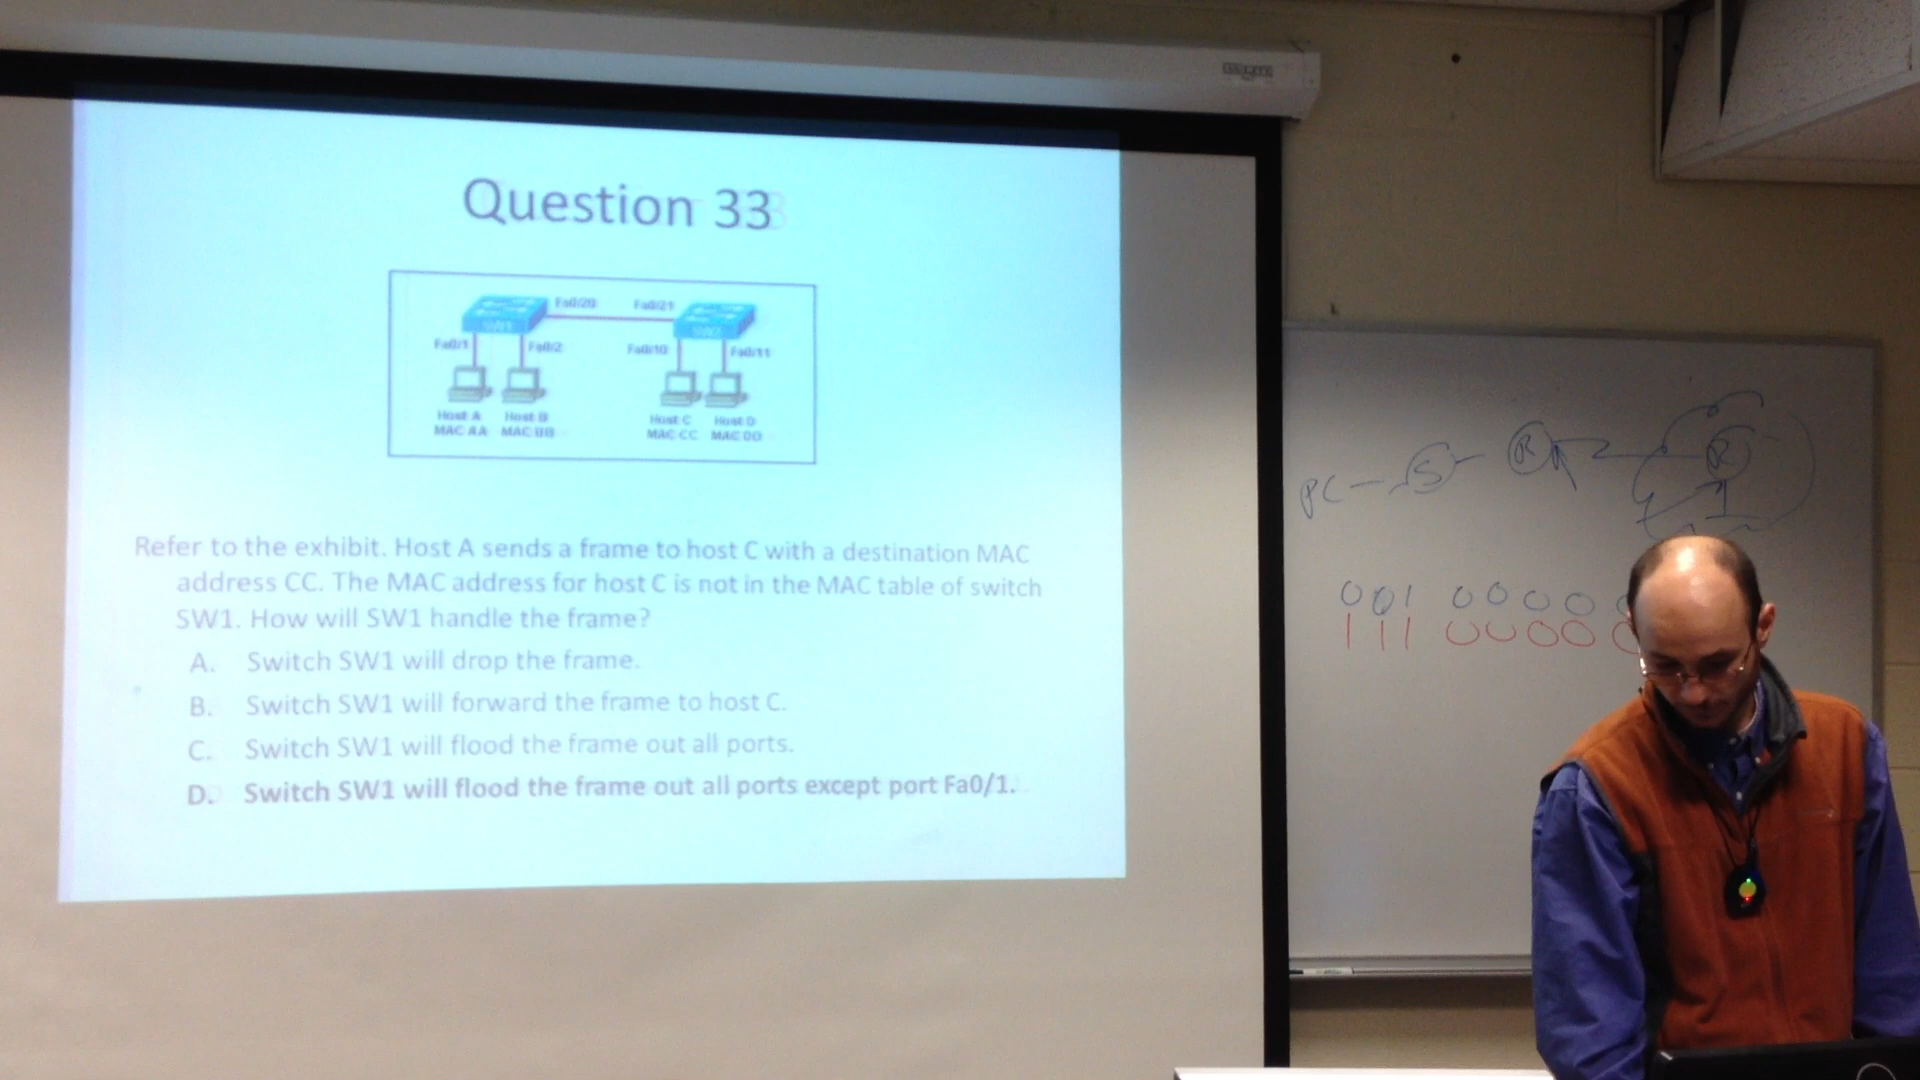 Question 33
Fa0/20 Fa0/21
SW1 SW2
Fa0/1 Fa0/2 Fa0/10 Fa0/11
Host A Host B Host C Host D
MAC AA MAC BB MAC CC MAC DD
Refer to the exhibit. Host A sends a frame to host C with a destination MAC
address CC. The MAC address for host C is not in the MAC table of switch
SW1. How will SW1 handle the frame?
A. Switch SW1 will drop the frame.
B. Switch SW1 will forward the frame to host C.
C. Switch SW1 will flood the frame out all ports.
D. Switch SW1 will flood the frame out all ports except port Fa0/1.
PC S R R
001 0000
111 0000